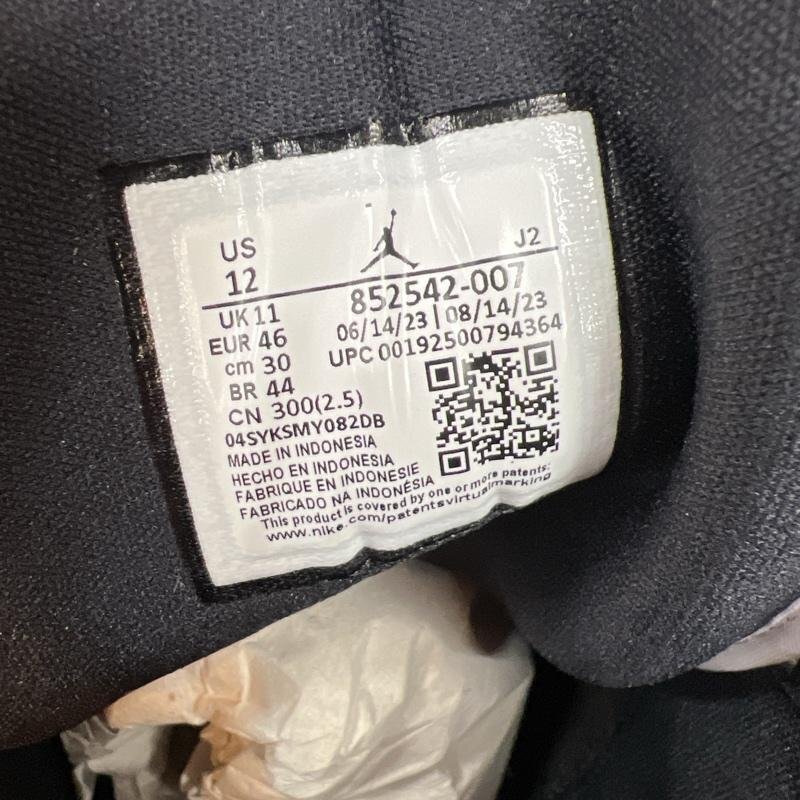 US
12
J2
UK 11
EUR 46
cm 30
BR 44
CN 300(2.5)
852542-007
06/14/23 | 08/14/23
UPC 00192500794364
04SYKSMY082DB
MADE IN INDONESIA
HECHO EN INDONESIA
FABRIQUE EN INDONESIE
FABRICADO NA INDONÉSIA
This product is covered by one or more patents:
www.nike.com/patentsvirtualmarking